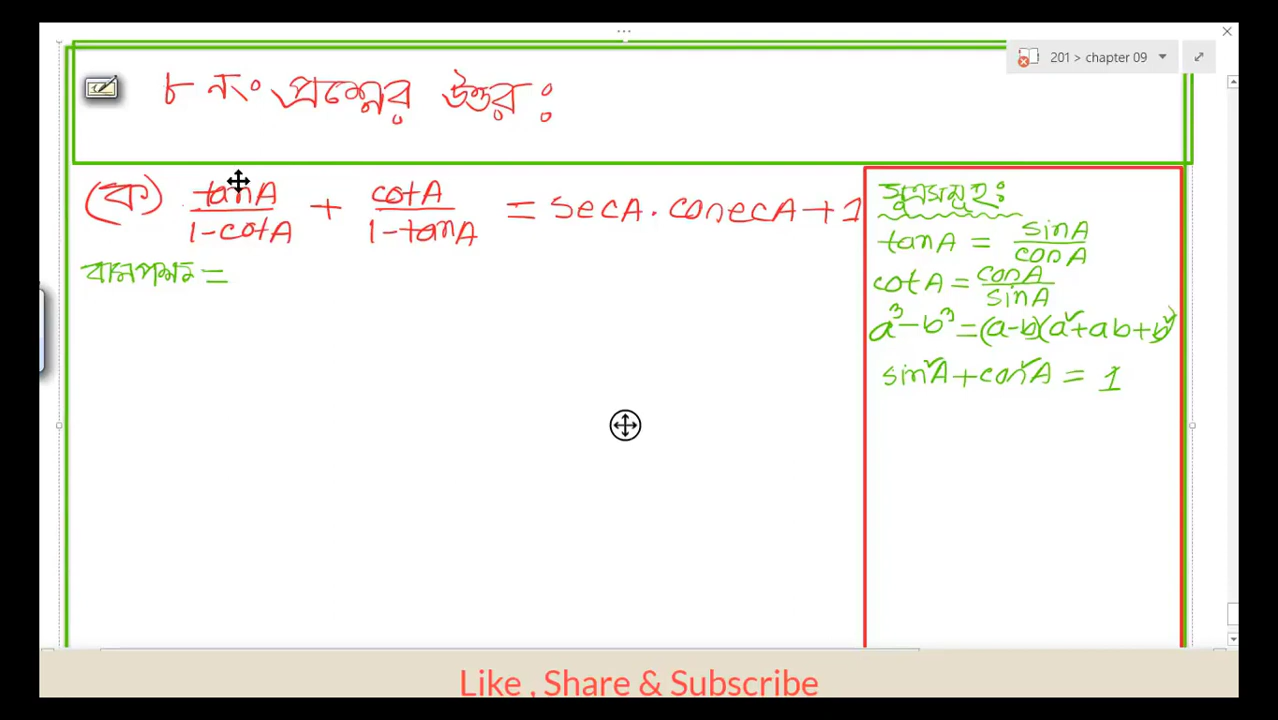 201 > chapter 09
৮ নং প্রশ্নের উত্তর :
(ক) tanA/1-cotA + cotA/1-tanA = secA . cosecA + 1
বামপক্ষ =
সূত্রসমূহ :
tanA = sinA/cosA
cotA = cosA/sinA
a³-b³=(a-b)(a²+ab+b²)
sin²A+cos²A = 1
Like , Share & Subscribe